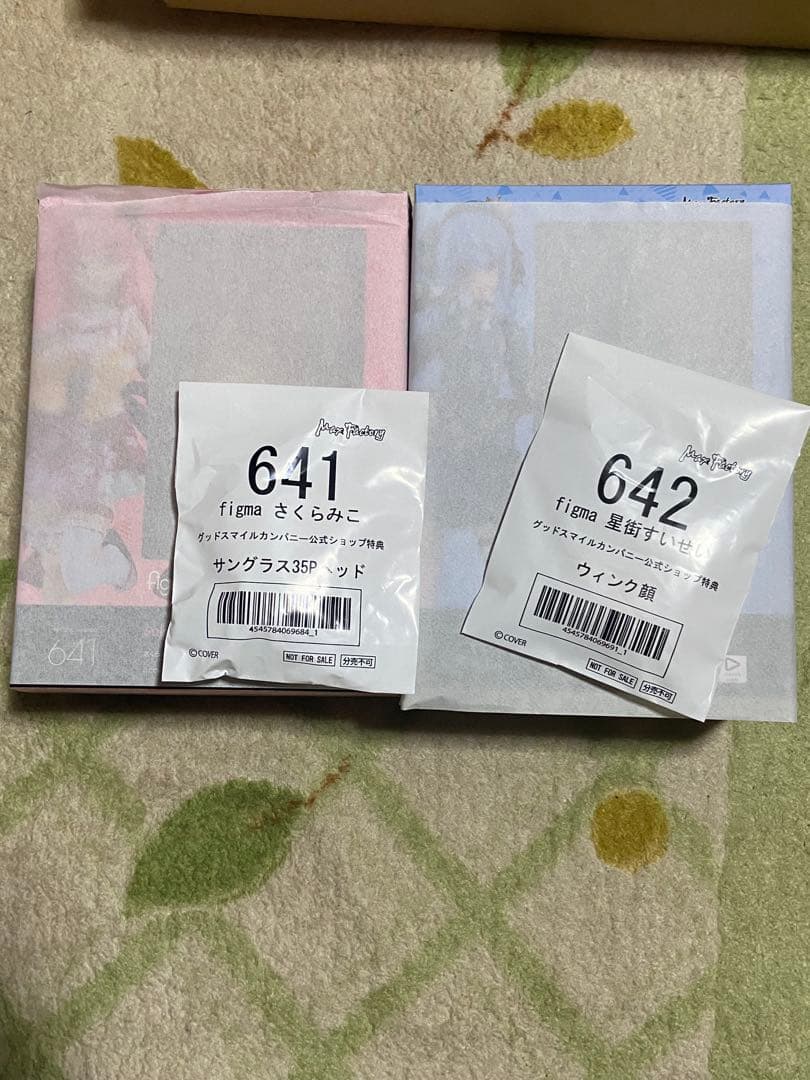 Max Factory
641
figma さくらみこ
グッドスマイルカンパニー公式ショップ特典
サングラス35Pヘッド
4545784069684_1
©COVER
NOT FOR SALE
分売不可
641
Max Factory
Max Factory
642
figma 星街すいせい
グッドスマイルカンパニー公式ショップ特典
ウィンク顔
4545784069691_1
©COVER
NOT FOR SALE
分売不可